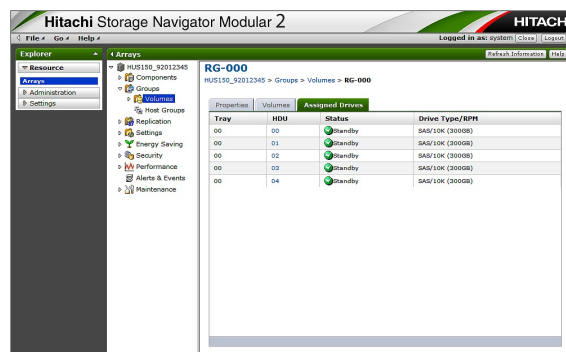 Hitachi Storage Navigator Modular 2
HITACH
File Go Help
Logged in as: system Close Logout
Explorer
Arrays
Refresh Information Help
Resource
Arrays
Administration
Settings
HUS150_92012345
Components
Groups
Volumes
Host Groups
Replication
Settings
Energy Saving
Security
Performance
Alerts & Events
Maintenance
RG-000
HUS150_92012345 > Groups > Volumes > RG-000
Properties Volumes Assigned Drives
Tray HDU Status Drive Type/RPM
00 00 Standby SAS/10K (300GB)
00 01 Standby SAS/10K (300GB)
00 02 Standby SAS/10K (300GB)
00 03 Standby SAS/10K (300GB)
00 04 Standby SAS/10K (300GB)